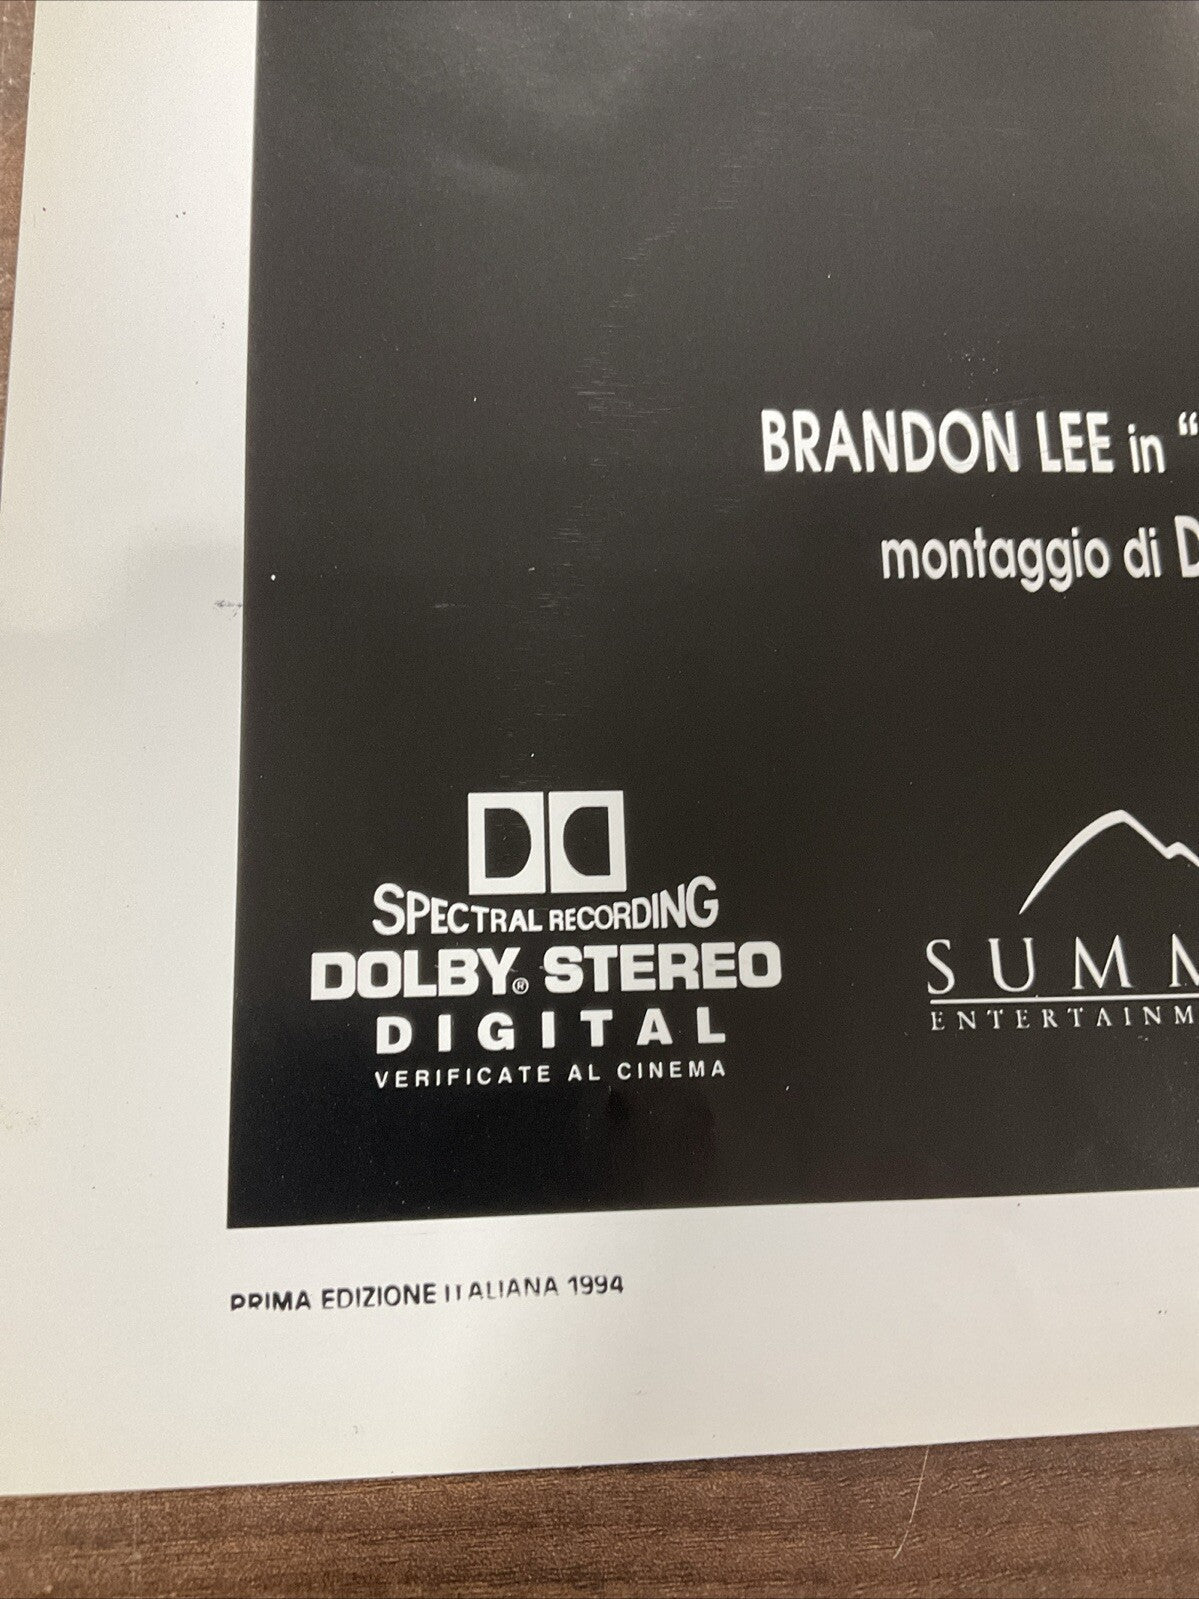 BRANDON LEE in “
montaggio di D
SPECTRAL RECORDING
DOLBY® STEREO
DIGITAL
VERIFICATE AL CINEMA
SUMM
ENTERTAINM
PRIMA EDIZIONE ITALIANA 1994